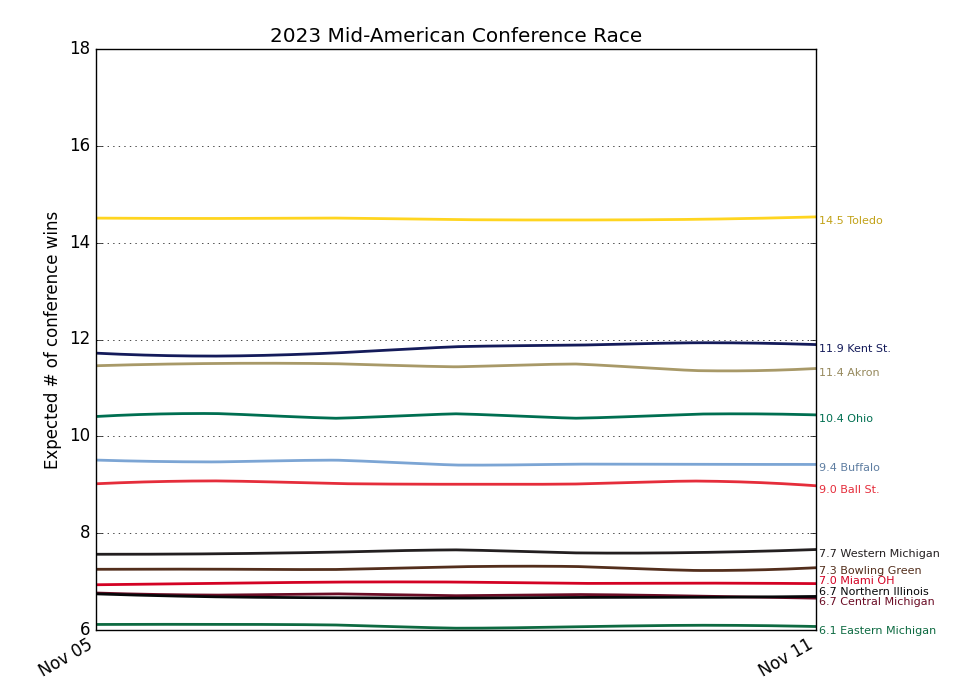 2023 Mid-American Conference Race
Expected # of conference wins
18
16
14
12
10
8
6
14.5 Toledo
11.9 Kent St.
11.4 Akron
10.4 Ohio
9.4 Buffalo
9.0 Ball St.
7.7 Western Michigan
7.3 Bowling Green
7.0 Miami OH
6.7 Northern Illinois
6.7 Central Michigan
6.1 Eastern Michigan
Nov 05
Nov 11